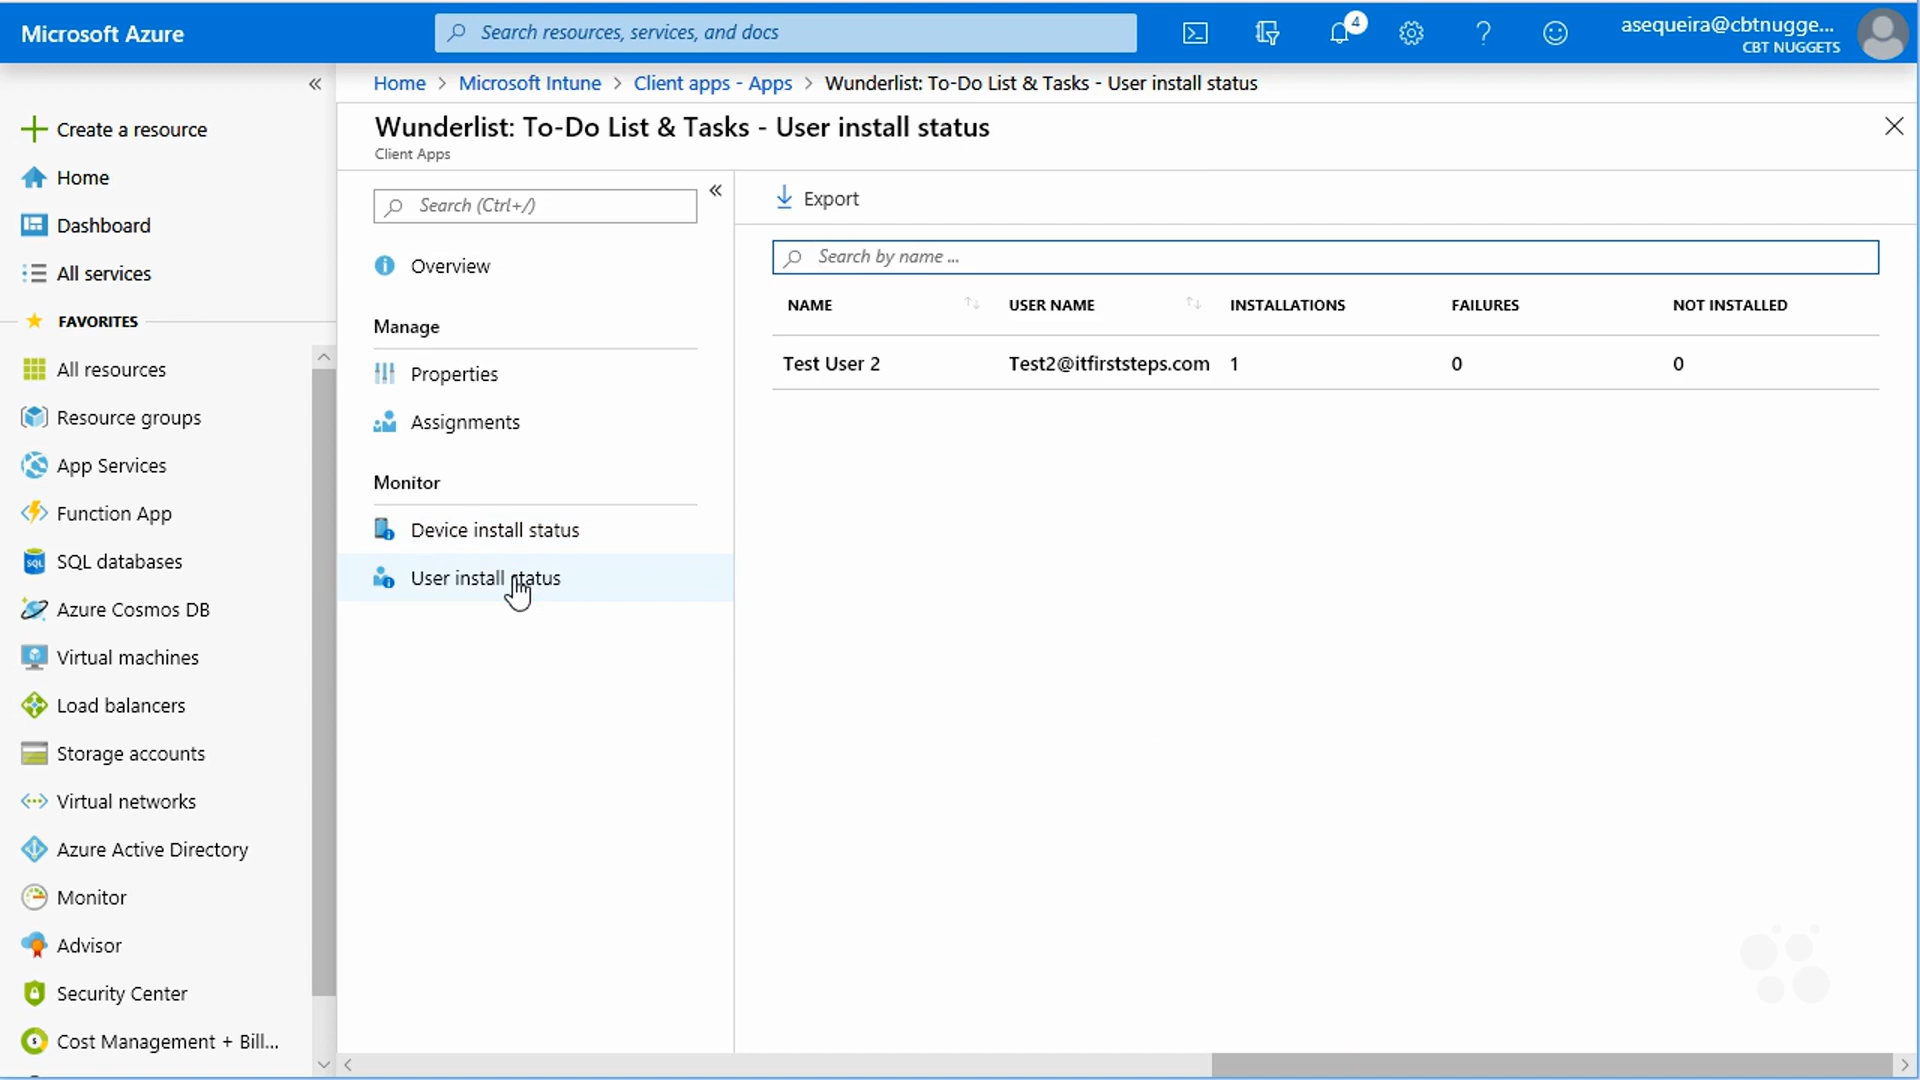 Microsoft Azure
Search resources, services, and docs
4
asequeira@cbtnugge...
CBT NUGGETS
Home > Microsoft Intune > Client apps - Apps > Wunderlist: To-Do List & Tasks - User install status
Wunderlist: To-Do List & Tasks - User install status
Client Apps
Create a resource
Home
Dashboard
All services
FAVORITES
All resources
Resource groups
App Services
Function App
SQL databases
Azure Cosmos DB
Virtual machines
Load balancers
Storage accounts
Virtual networks
Azure Active Directory
Monitor
Advisor
Security Center
Cost Management + Bill...
Search (Ctrl+/)
Overview
Manage
Properties
Assignments
Monitor
Device install status
User install status
Export
Search by name ...
NAME USER NAME INSTALLATIONS FAILURES NOT INSTALLED
Test User 2 Test2@itfirststeps.com 1 0 0